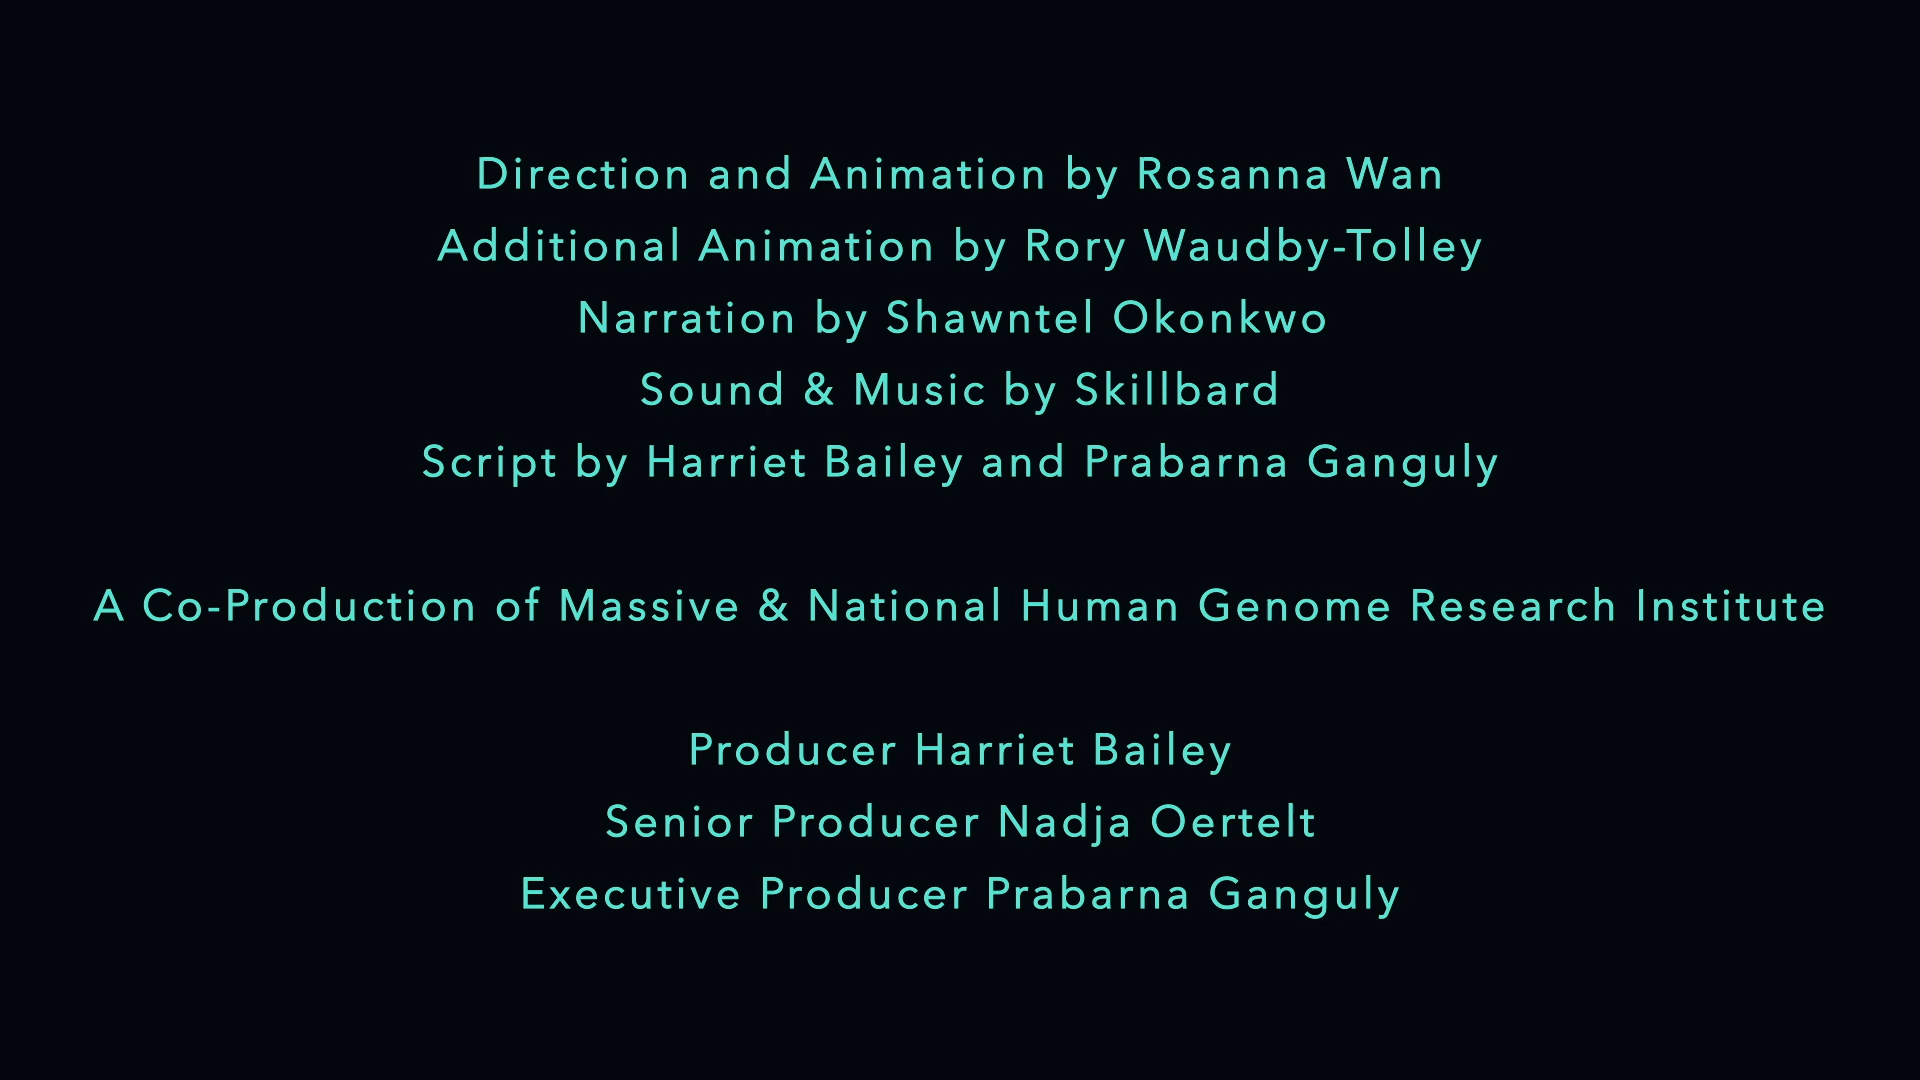 Direction and Animation by Rosanna Wan
Additional Animation by Rory Waudby-Tolley
Narration by Shawntel Okonkwo
Sound & Music by Skillbard
Script by Harriet Bailey and Prabarna Ganguly
A Co-Production of Massive & National Human Genome Research Institute
Producer Harriet Bailey
Senior Producer Nadja Oertelt
Executive Producer Prabarna Ganguly